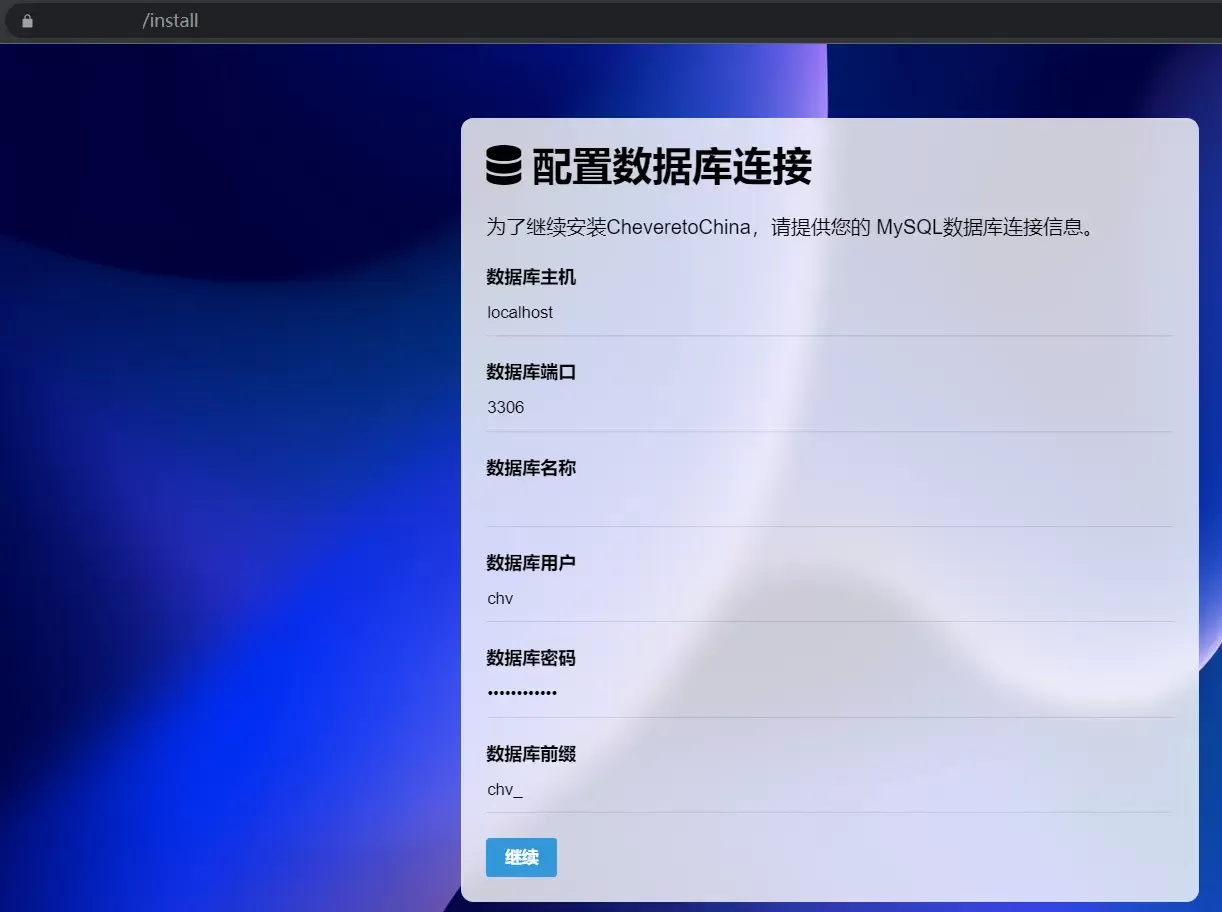 /install
配置数据库连接
为了继续安装CheveretoChina，请提供您的 MySQL数据库连接信息。
数据库主机
localhost
数据库端口
3306
数据库名称
数据库用户
chv
数据库密码
••••••••••••
数据库前缀
chv_
继续